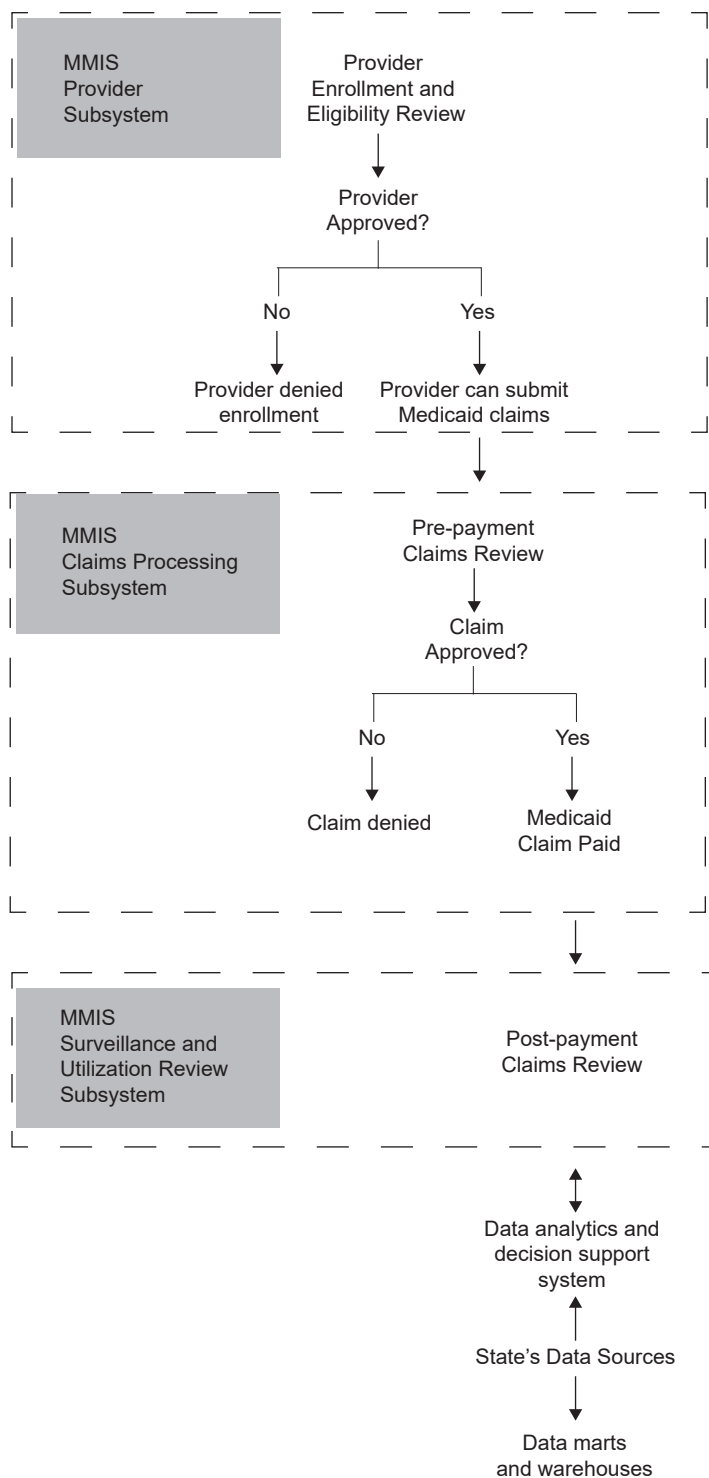 MMIS
Provider
Subsystem
Provider
Enrollment and
Eligibility Review
Provider
Approved?
No
Yes
Provider denied
enrollment
Provider can submit
Medicaid claims
MMIS
Claims Processing
Subsystem
Pre-payment
Claims Review
Claim
Approved?
No
Yes
Claim denied
Medicaid
Claim Paid
MMIS
Surveillance and
Utilization Review
Subsystem
Post-payment
Claims Review
Data analytics and
decision support
system
State’s Data Sources
Data marts
and warehouses